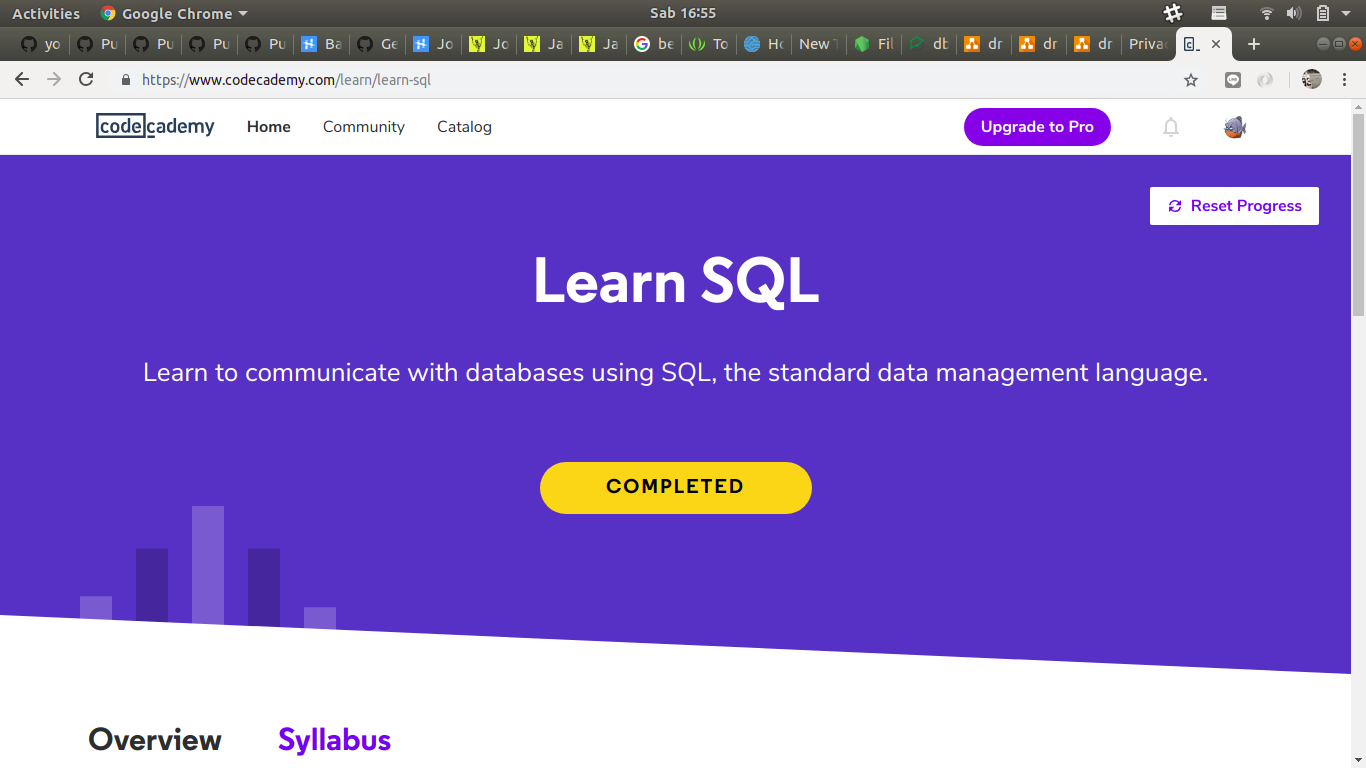 Activities Google Chrome Sab 16:55
yo Pu Pu Pu Pu Ba Ge Jo Jo Ja Ja be To Ho New T Fil db dr dr dr Privac
https://www.codecademy.com/learn/learn-sql
codecademy Home Community Catalog Upgrade to Pro
Reset Progress
Learn SQL
Learn to communicate with databases using SQL, the standard data management language.
COMPLETED
Overview Syllabus